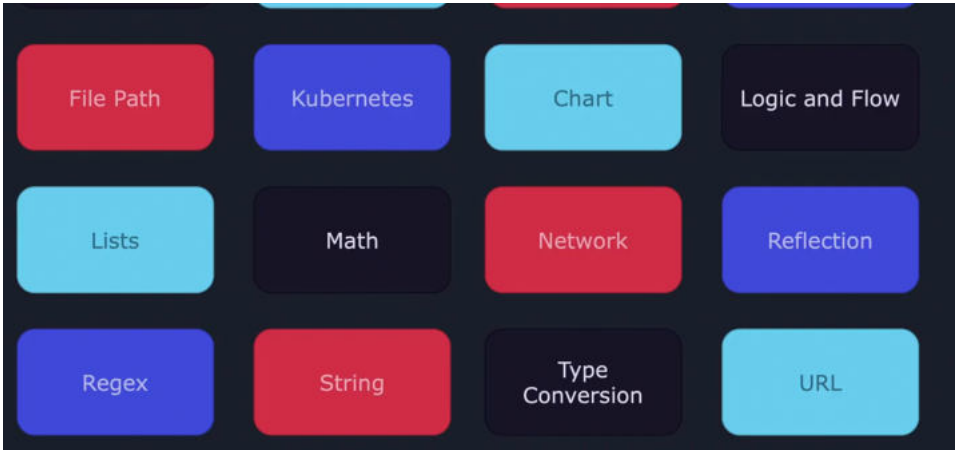 File Path
Kubernetes
Chart
Logic and Flow
Lists
Math
Network
Reflection
Regex
String
Type
Conversion
URL